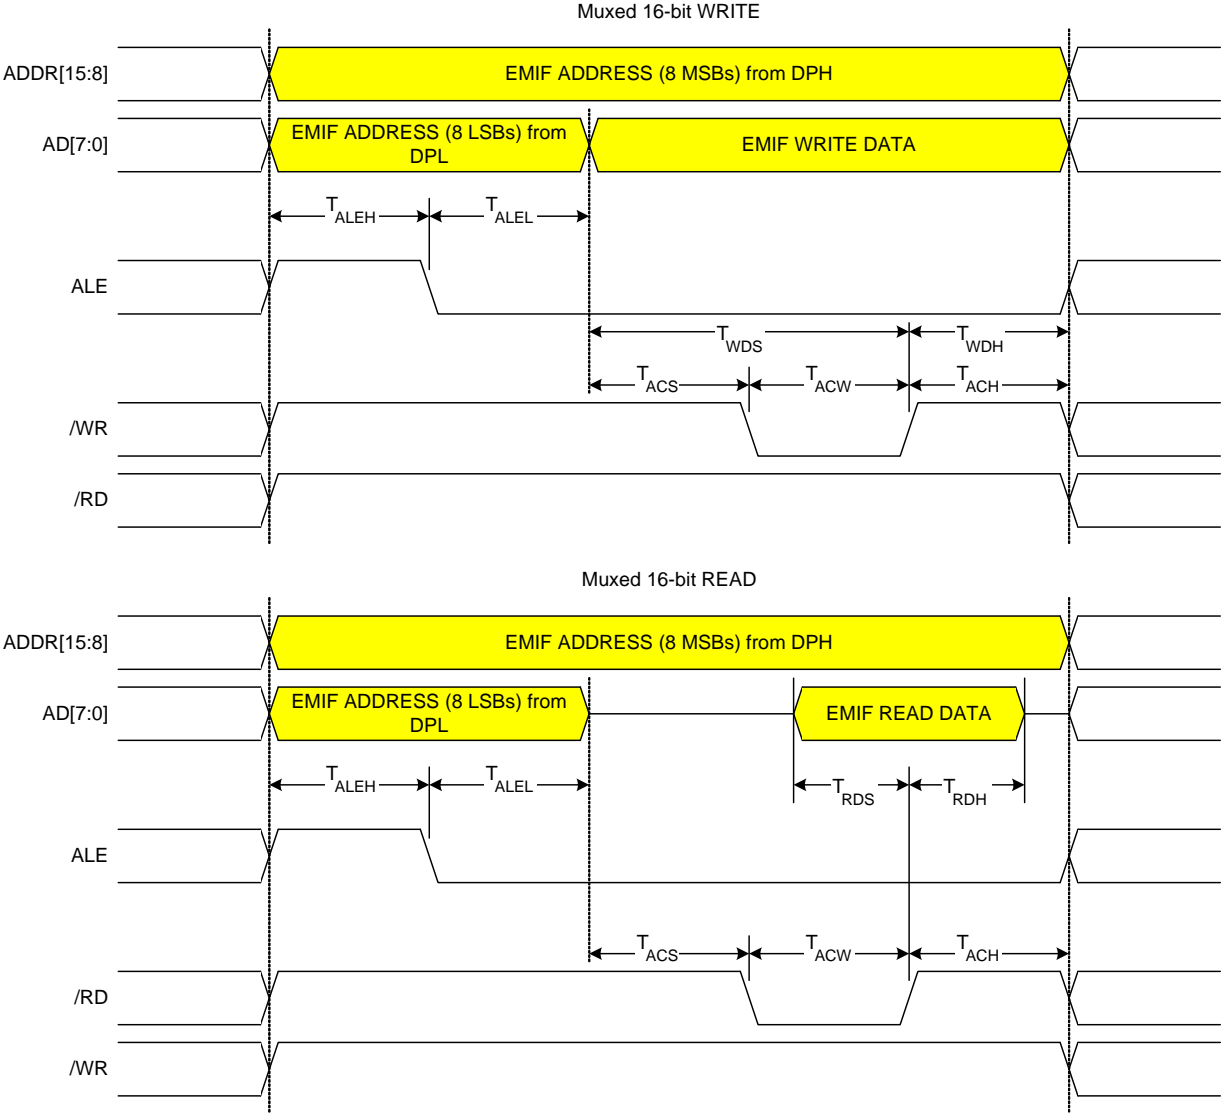 Muxed 16-bit WRITE
ADDR[15:8]
EMIF ADDRESS (8 MSBs) from DPH
AD[7:0]
EMIF ADDRESS (8 LSBs) from
DPL
EMIF WRITE DATA
TALEH
TALEL
ALE
TWDS
TWDH
TACS
TACW
TACH
/WR
/RD
Muxed 16-bit READ
ADDR[15:8]
EMIF ADDRESS (8 MSBs) from DPH
AD[7:0]
EMIF ADDRESS (8 LSBs) from
DPL
EMIF READ DATA
TALEH
TALEL
TRDS
TRDH
ALE
TACS
TACW
TACH
/RD
/WR